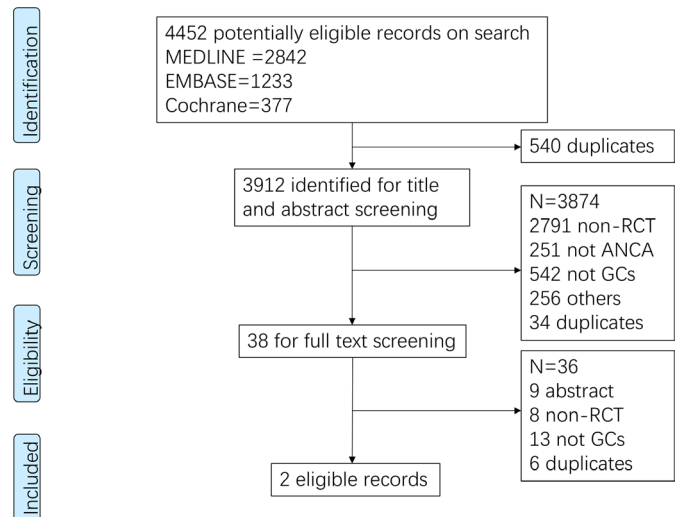 Identification
4452 potentially eligible records on search
MEDLINE =2842
EMBASE=1233
Cochrane=377
540 duplicates
Screening
3912 identified for title
and abstract screening
N=3874
2791 non-RCT
251 not ANCA
542 not GCs
256 others
34 duplicates
Eligibility
38 for full text screening
N=36
9 abstract
8 non-RCT
13 not GCs
6 duplicates
Included
2 eligible records